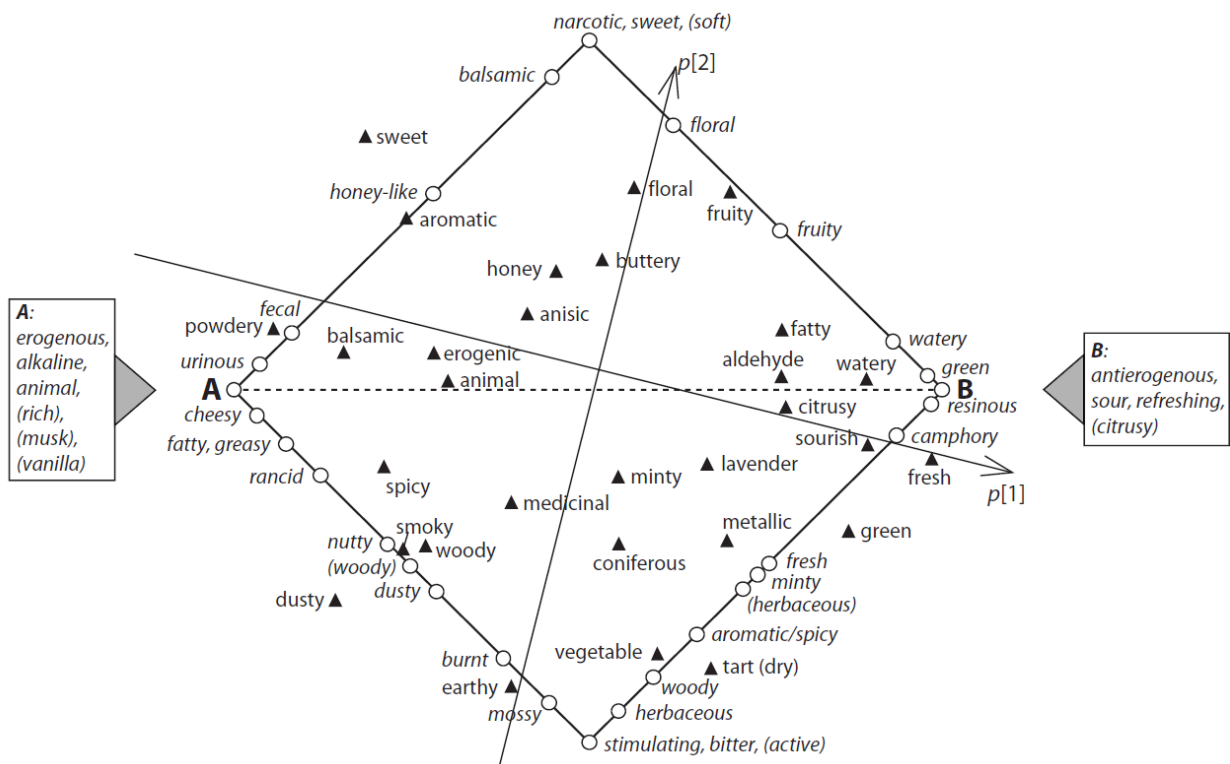 narcotic, sweet, (soft)
p[2]
balsamic
floral
sweet
honey-like
floral
fruity
aromatic
fruity
buttery
honey
A:
erogenous,
alkaline,
animal,
(rich),
(musk),
(vanilla)
fecal
powdery
anisic
balsamic
fatty
watery
B:
antierogenous,
sour, refreshing,
(citrusy)
urinous
erogenic
aldehyde
watery
green
animal
A
B
cheesy
citrusy
resinous
fatty, greasy
sourish
camphory
rancid
spicy
minty
lavender
fresh
p[1]
medicinal
smoky
metallic
green
nutty
woody
(woody)
coniferous
fresh
minty
dusty
dusty
(herbaceous)
aromatic/spicy
burnt
vegetable
tart (dry)
earthy
woody
mossy
herbaceous
stimulating, bitter, (active)